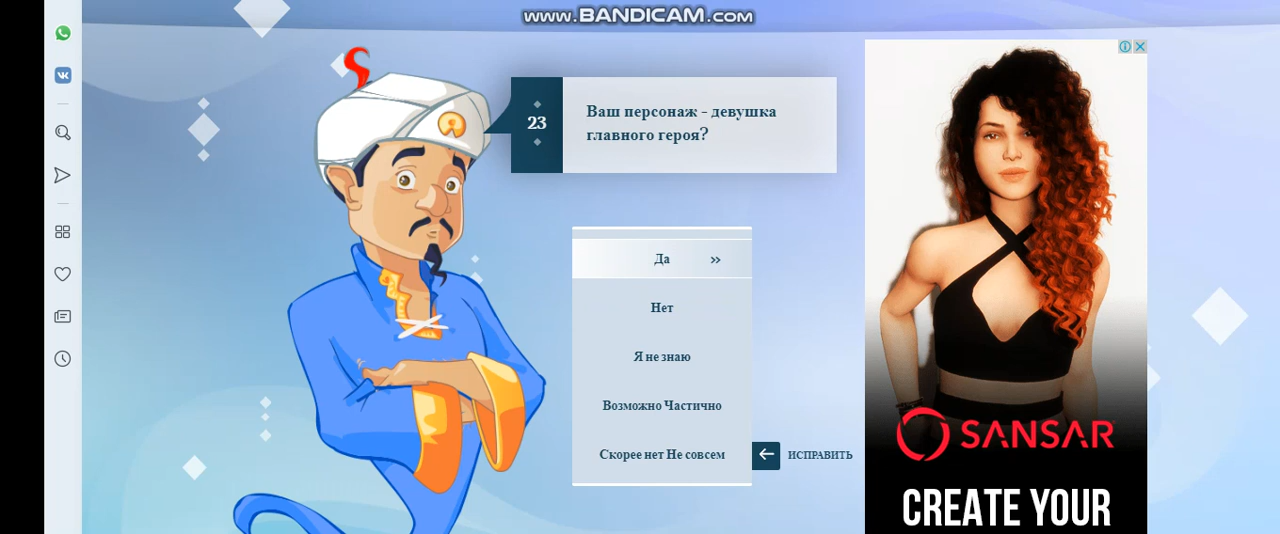 www.BANDICAM.com
23
Ваш персонаж - девушка
главного героя?
Да
Нет
Я не знаю
Возможно Частично
Скорее нет Не совсем
ИСПРАВИТЬ
SANSAR
CREATE YOUR